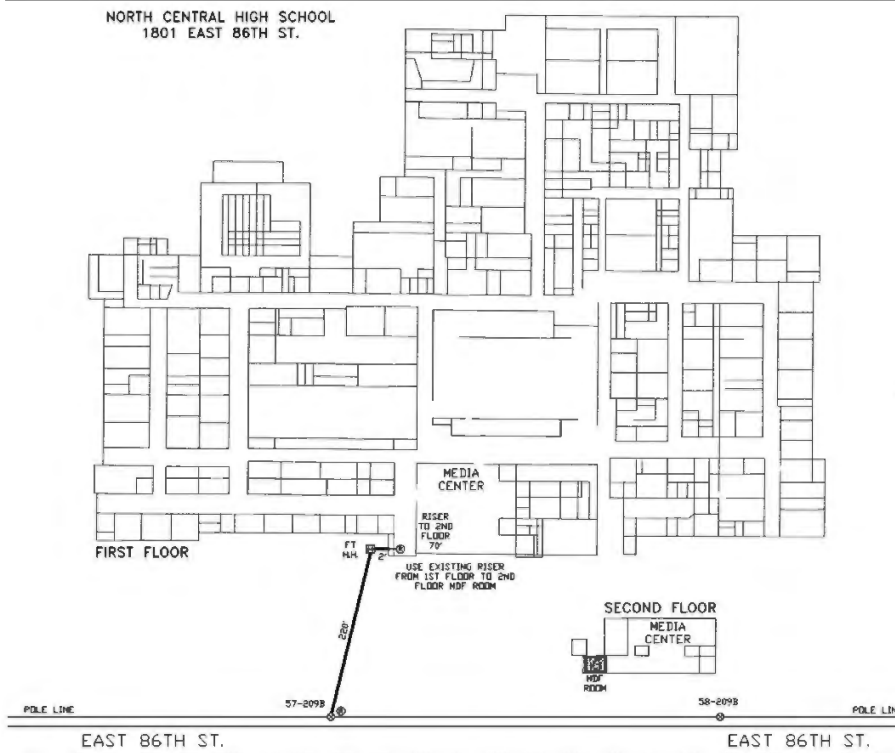 NORTH CENTRAL HIGH SCHOOL
1801 EAST 86TH ST.
MEDIA
CENTER
RISER
TO 2ND
FLOOR
70'
FIRST FLOOR
FT
H.H.
2'
USE EXISTING RISER
FROM 1ST FLOOR TO 2ND
FLOOR MDF ROOM
220'
SECOND FLOOR
MEDIA
CENTER
MDF
ROOM
POLE LINE
57-209B
58-209B
POLE LIN
EAST 86TH ST.
EAST 86TH ST.